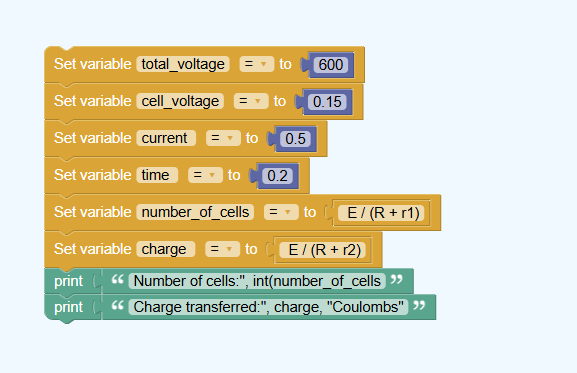 Set variable total_voltage = to 600
Set variable cell_voltage = to 0.15
Set variable current = to 0.5
Set variable time = to 0.2
Set variable number_of_cells = to E / (R + r1)
Set variable charge = to E / (R + r2)
print “ Number of cells:", int(number_of_cells ”
print “ Charge transferred:", charge, "Coulombs" ”